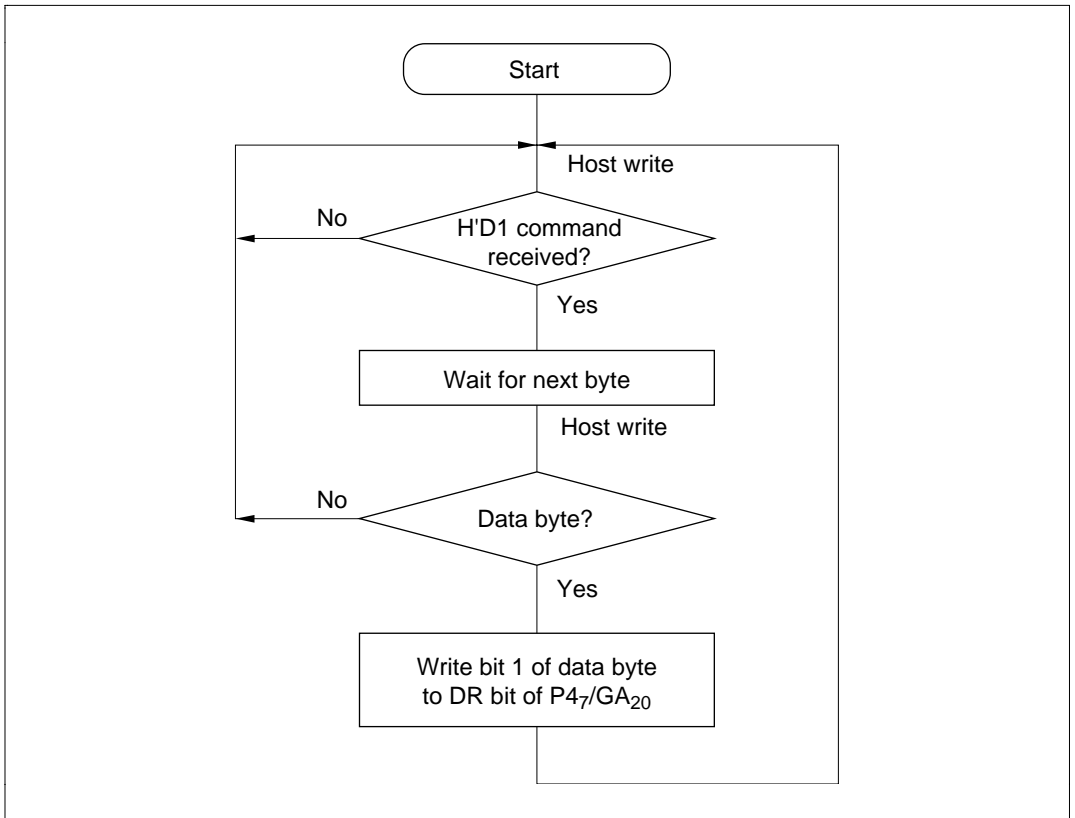 Start
Host write
No
H'D1 command
received?
Yes
Wait for next byte
Host write
No
Data byte?
Yes
Write bit 1 of data byte
to DR bit of P4₇/GA₂₀